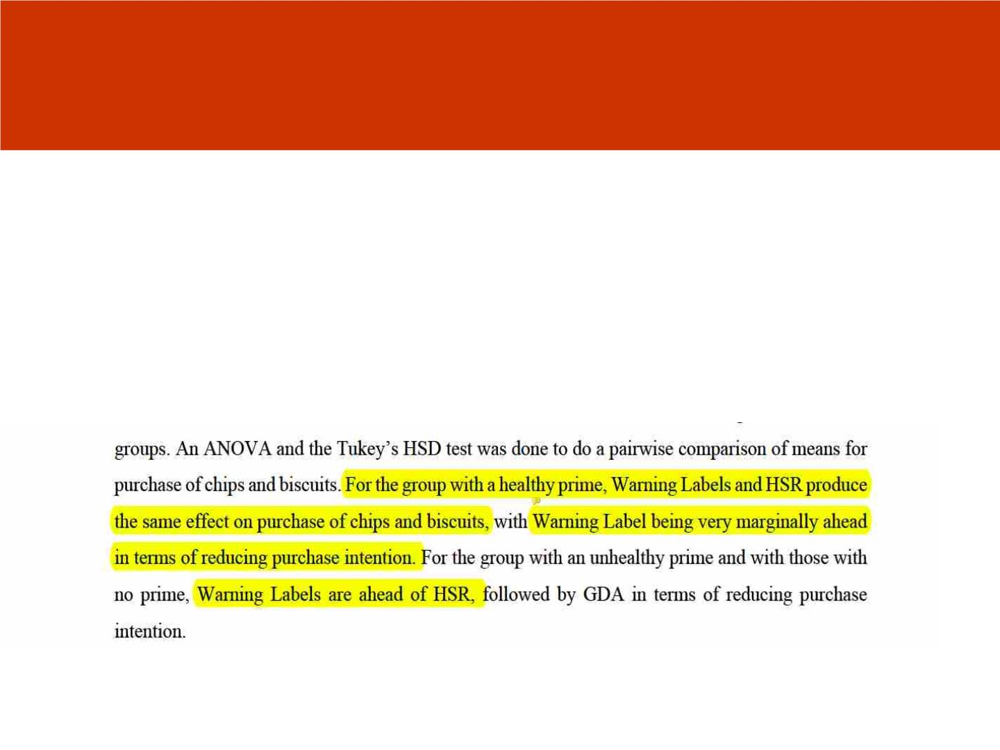 groups. An ANOVA and the Tukey’s HSD test was done to do a pairwise comparison of means for
purchase of chips and biscuits. For the group with a healthy prime, Warning Labels and HSR produce
the same effect on purchase of chips and biscuits, with Warning Label being very marginally ahead
in terms of reducing purchase intention. For the group with an unhealthy prime and with those with
no prime, Warning Labels are ahead of HSR, followed by GDA in terms of reducing purchase
intention.